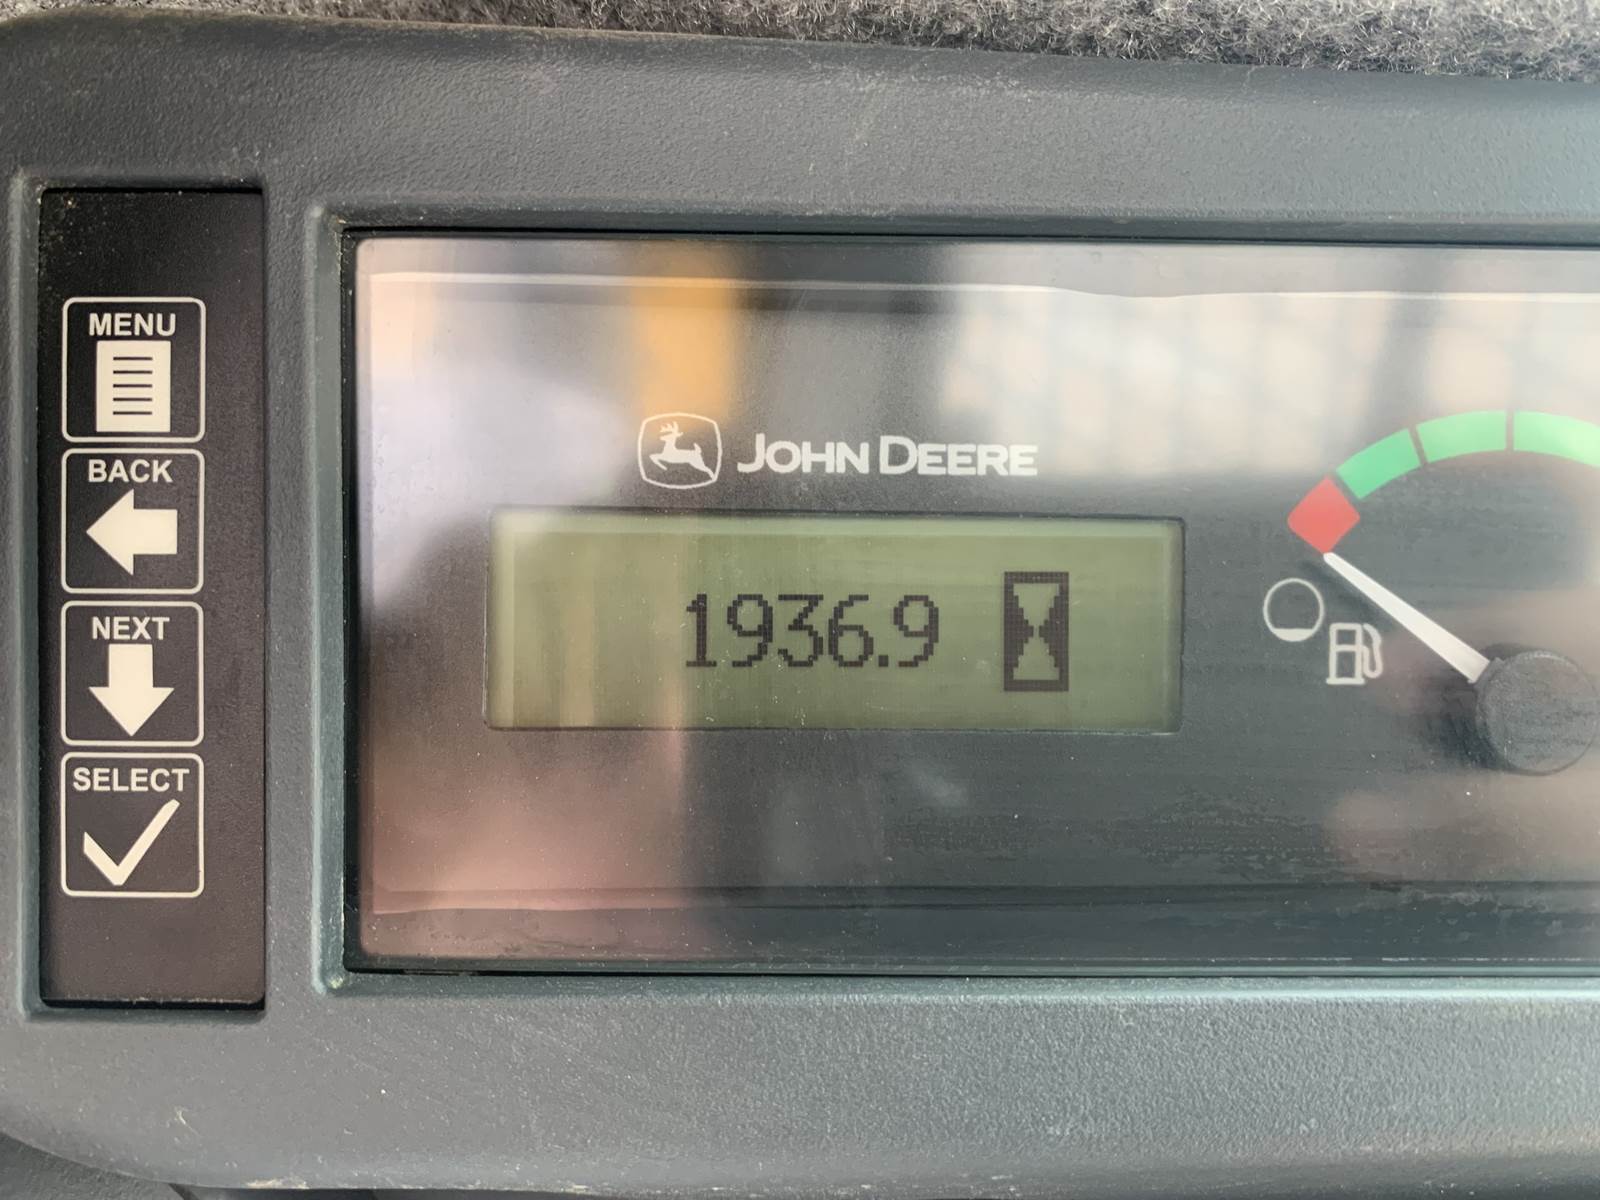 MENU
BACK
NEXT
SELECT
JOHN DEERE
1936.9